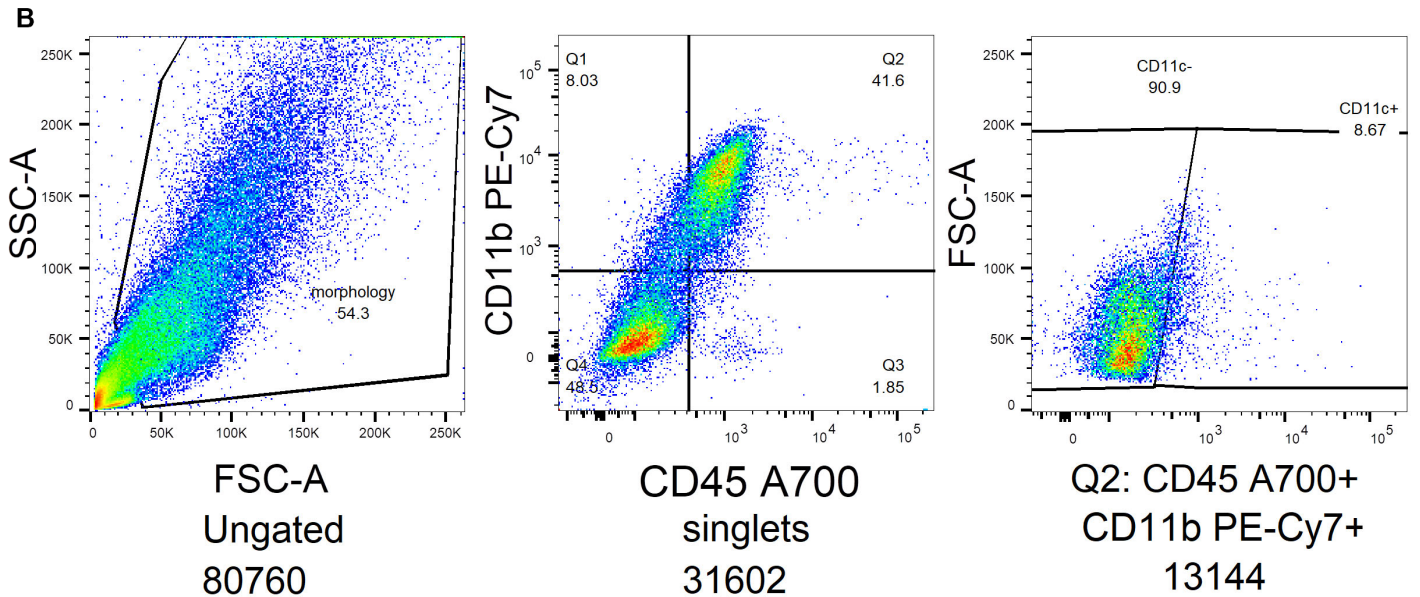 B
SSC-A
250K
200K
150K
100K
50K
0
morphology
54.3
0 50K 100K 150K 200K 250K
FSC-A
Ungated
80760
CD11b PE-Cy7
10^5
10^4
10^3
0
Q1
8.03
Q2
41.6
Q4
48.5
Q3
1.85
0 10^3 10^4 10^5
CD45 A700
singlets
31602
FSC-A
250K
200K
150K
100K
50K
0
CD11c-
90.9
CD11c+
8.67
0 10^3 10^4 10^5
Q2: CD45 A700+
CD11b PE-Cy7+
13144